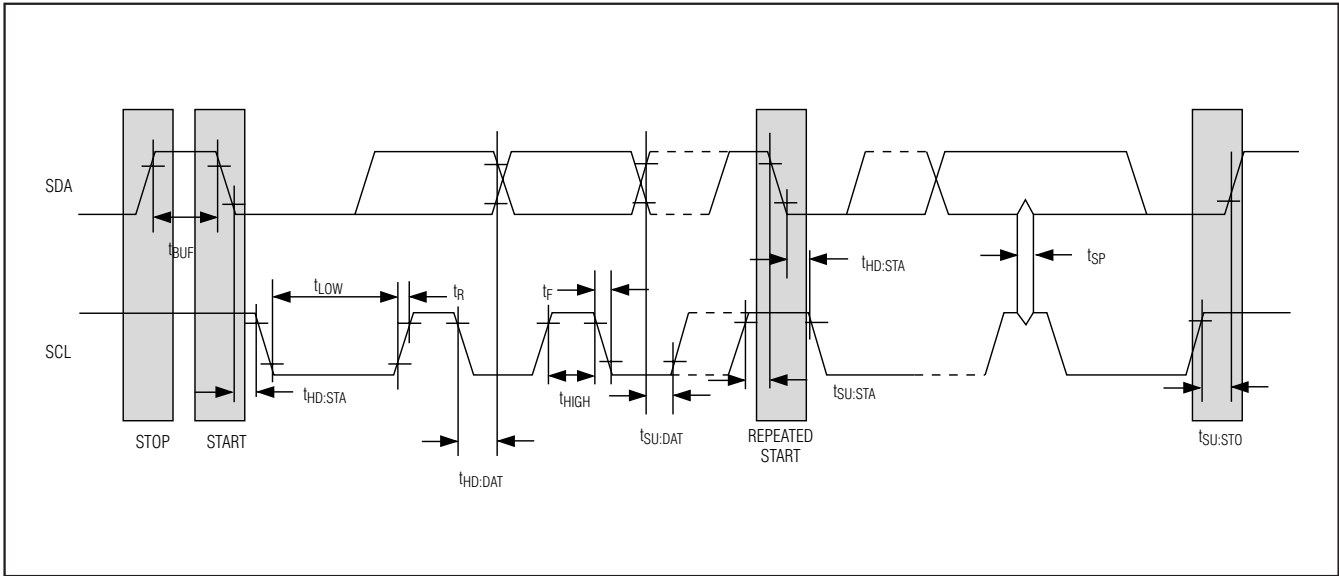 SDA
tBUF
tLOW
tR
tF
tHD:STA
tSP
SCL
tHD:STA
tHIGH
tSU:DAT
tSU:STA
tSU:STO
STOP
START
REPEATED
START
tHD:DAT